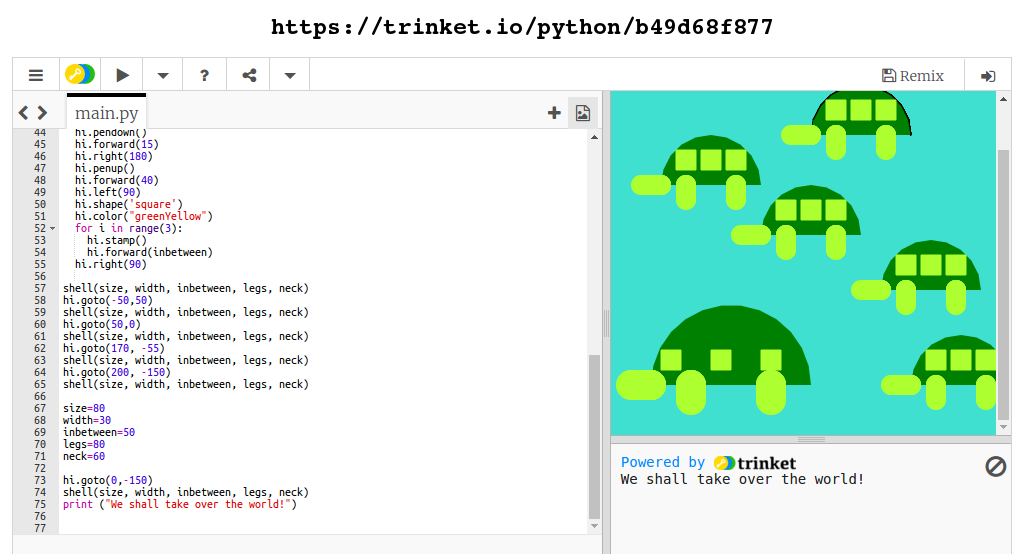 https://trinket.io/python/b49d68f877
?
Remix
main.py
44 hi.pendown()
45 hi.forward(15)
46 hi.right(180)
47 hi.penup()
48 hi.forward(40)
49 hi.left(90)
50 hi.shape('square')
51 hi.color("greenYellow")
52 for i in range(3):
53 hi.stamp()
54 hi.forward(inbetween)
55 hi.right(90)
56
57 shell(size, width, inbetween, legs, neck)
58 hi.goto(-50,50)
59 shell(size, width, inbetween, legs, neck)
60 hi.goto(50,0)
61 shell(size, width, inbetween, legs, neck)
62 hi.goto(170, -55)
63 shell(size, width, inbetween, legs, neck)
64 hi.goto(200, -150)
65 shell(size, width, inbetween, legs, neck)
66
67 size=80
68 width=30
69 inbetween=50
70 legs=80
71 neck=60
72
73 hi.goto(0,-150)
74 shell(size, width, inbetween, legs, neck)
75 print ("We shall take over the world!")
76
77
Powered by trinket
We shall take over the world!